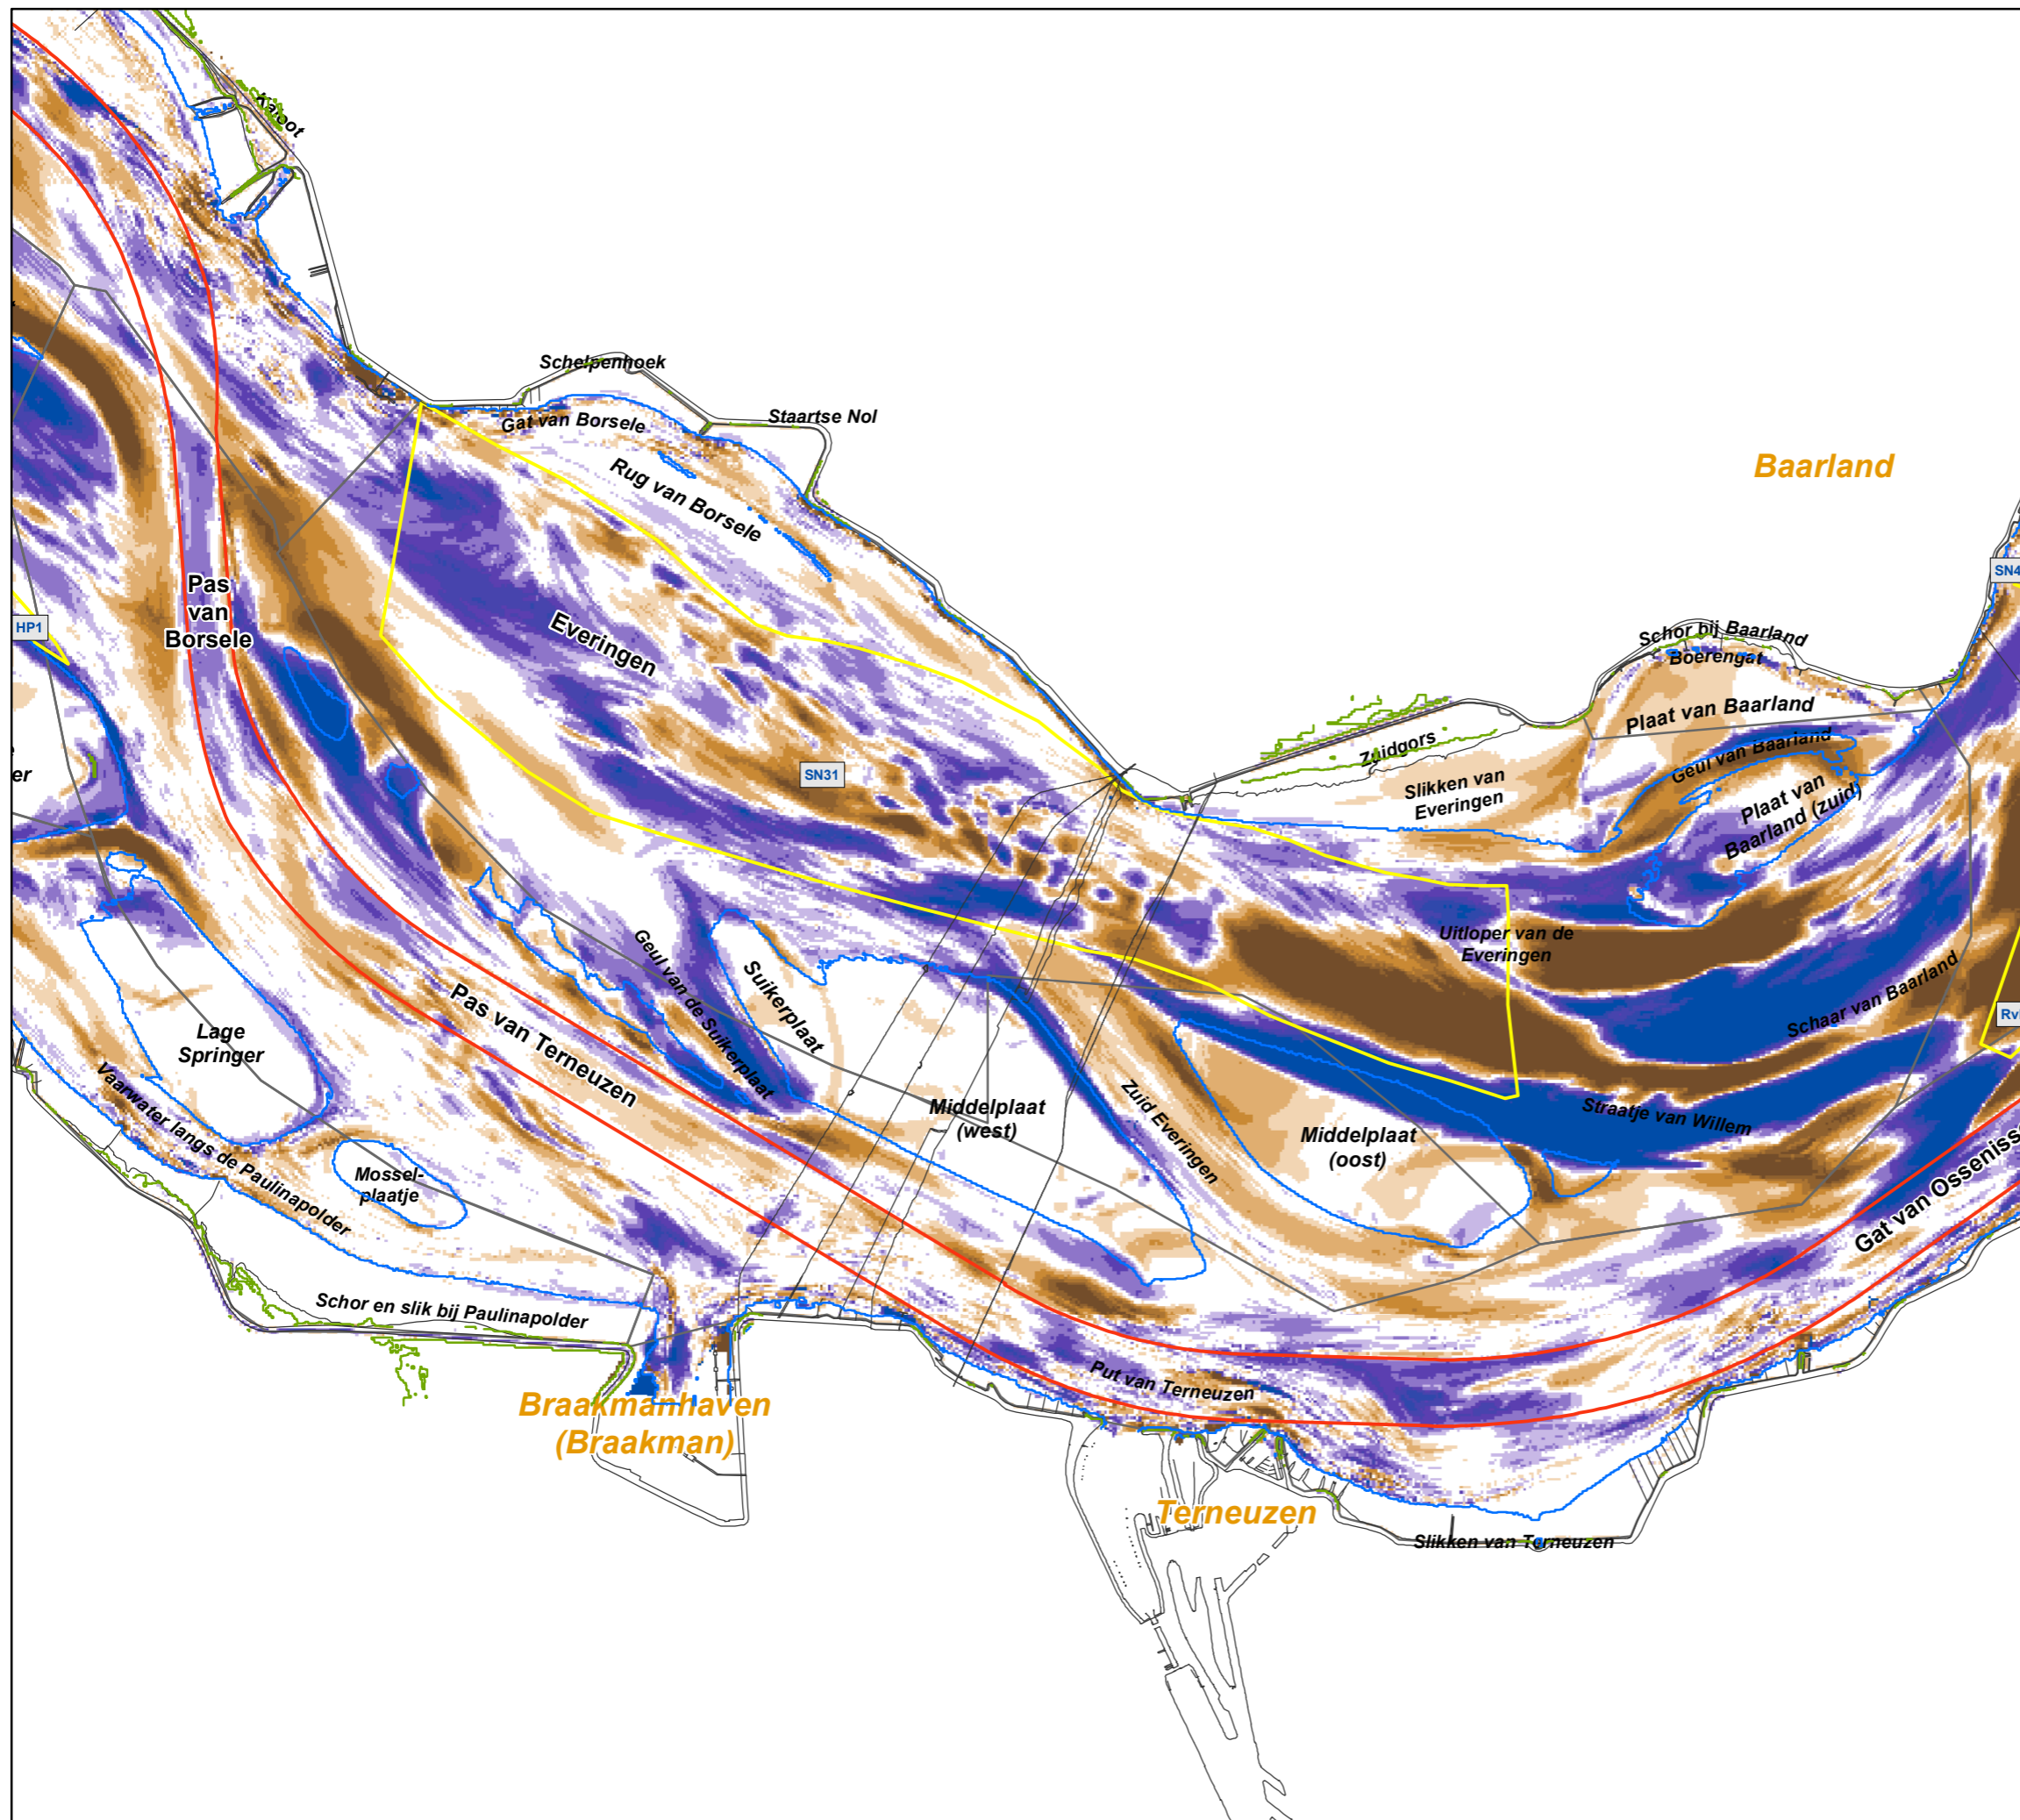 Kaloot
Schelpenhoek
Staartse Nol
Gat van Borsele
Rug van Borsele
Baarland
SN4
Pas
van
Borsele
HP1
Everingen
Schor bij Baarland
Boerengat
Plaat van Baarland
Zuidgors
Geul van Baarland
er
SN31
Slikken van
Everingen
Plaat van
Baarland (zuid)
Uitloper van de
Everingen
Geul van de Suikerplaat
Suikerplaat
Schaar van Baarland
Lage
Springer
Pas van Terneuzen
Vaarwater langs de Paulinapolder
Middelplaat
(west)
Zuid Everingen
Straatje van Willem
Middelplaat
(oost)
Mossel-
plaatje
Gat van Ossenisse
Schor en slik bij Paulinapolder
Put van Terneuzen
Braakmanhaven
(Braakman)
Terneuzen
Slikken van Terneuzen